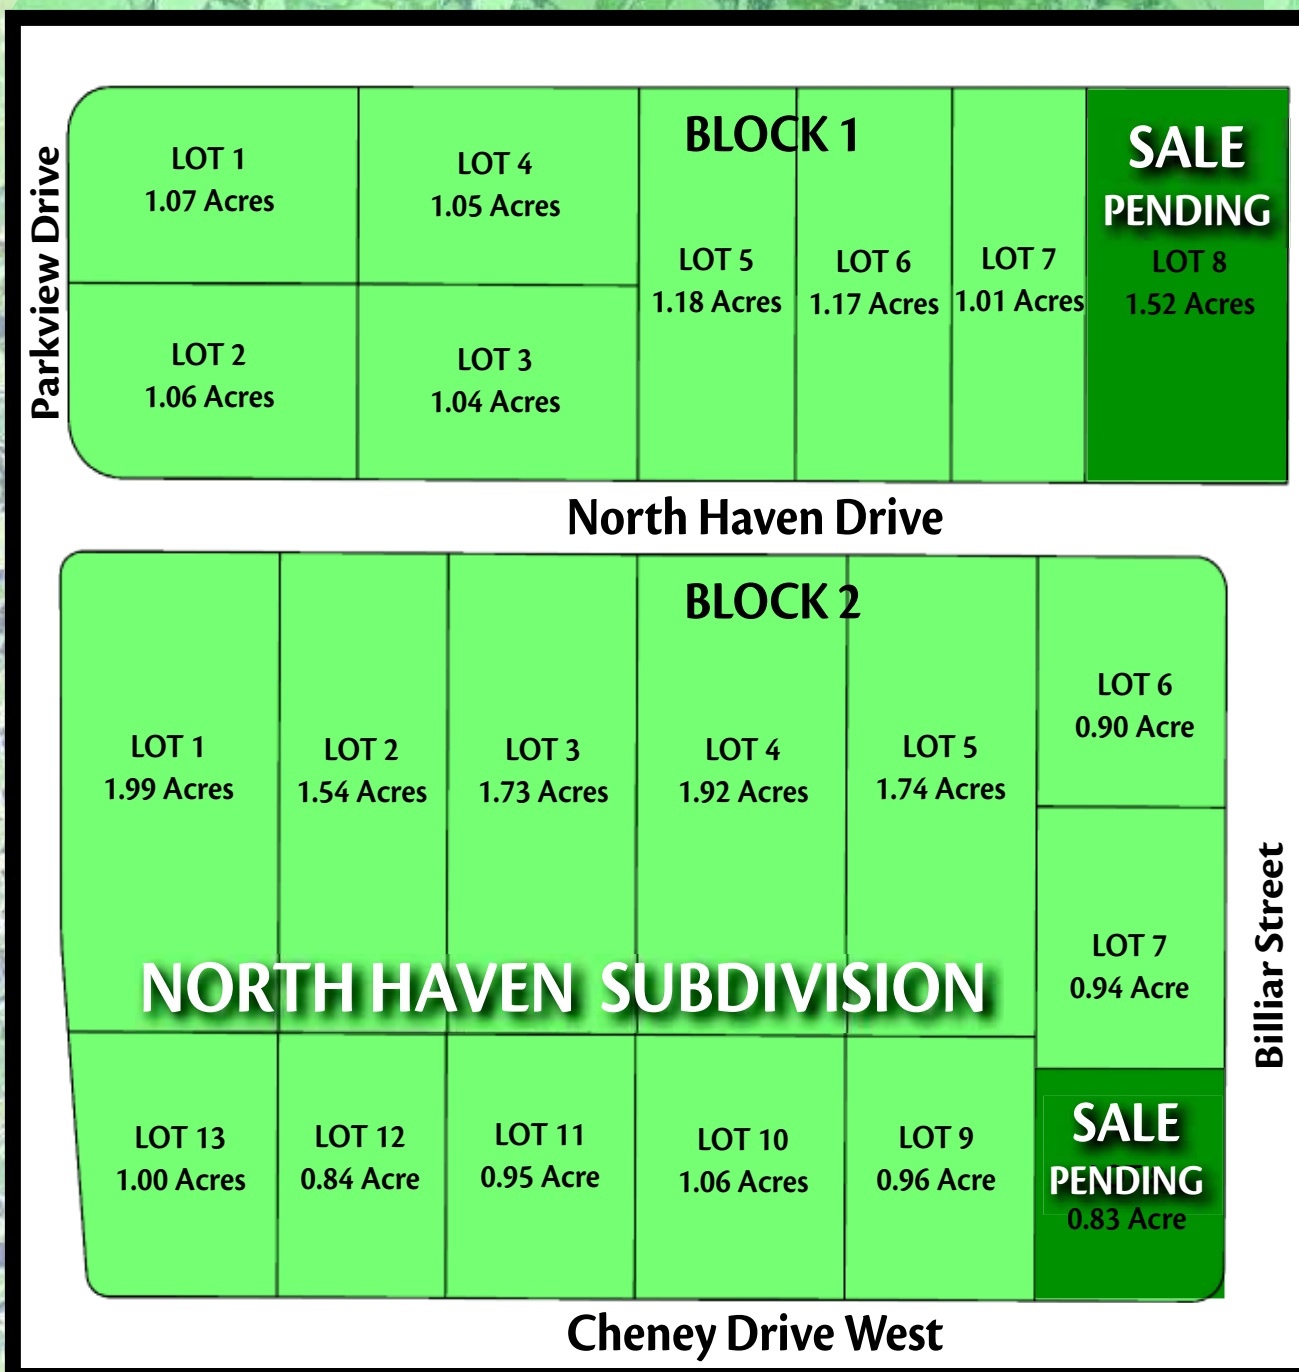 BLOCK 1
LOT 1
1.07 Acres
LOT 4
1.05 Acres
LOT 2
1.06 Acres
LOT 3
1.04 Acres
LOT 5
1.18 Acres
LOT 6
1.17 Acres
LOT 7
1.01 Acres
SALE
PENDING
LOT 8
1.52 Acres
Parkview Drive
North Haven Drive
BLOCK 2
LOT 1
1.99 Acres
LOT 2
1.54 Acres
LOT 3
1.73 Acres
LOT 4
1.92 Acres
LOT 5
1.74 Acres
LOT 6
0.90 Acre
LOT 7
0.94 Acre
Billiar Street
NORTH HAVEN SUBDIVISION
LOT 13
1.00 Acres
LOT 12
0.84 Acre
LOT 11
0.95 Acre
LOT 10
1.06 Acres
LOT 9
0.96 Acre
SALE
PENDING
0.83 Acre
Cheney Drive West